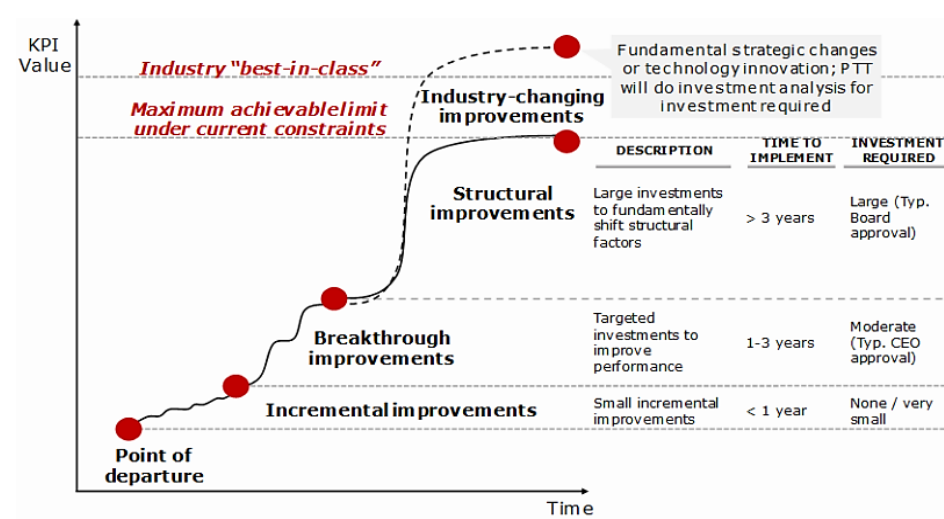 KPI
Value
Industry “best-in-class”
Maximum achievable limit
under current constraints
Industry-changing
improvements
Fundamental strategic changes
or technology innovation; PTT
will do investment analysis for
investment required
DESCRIPTION
TIME TO
IMPLEMENT
INVESTMENT
REQUIRED
Structural
improvements
Large investments
to fundamentally
shift structural
factors
> 3 years
Large (Typ.
Board
approval)
Breakthrough
improvements
Targeted
investments to
improve
performance
1-3 years
Moderate
(Typ. CEO
approval)
Incremental improvements
Small incremental
improvements
< 1 year
None / very
small
Point of
departure
Time